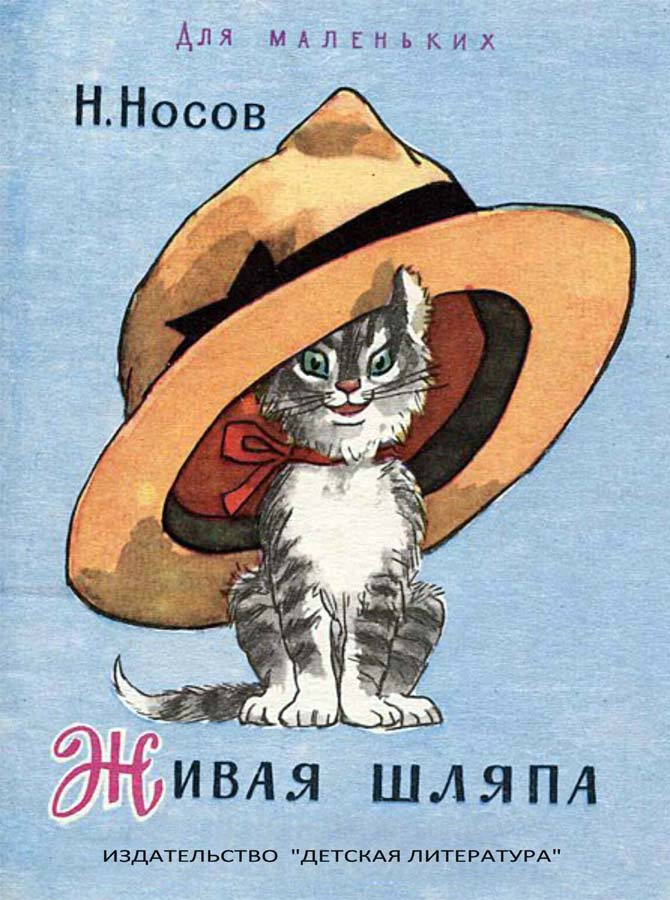 Для маленьких
Н. Носов
Живая шляпа
ИЗДАТЕЛЬСТВО "ДЕТСКАЯ ЛИТЕРАТУРА"